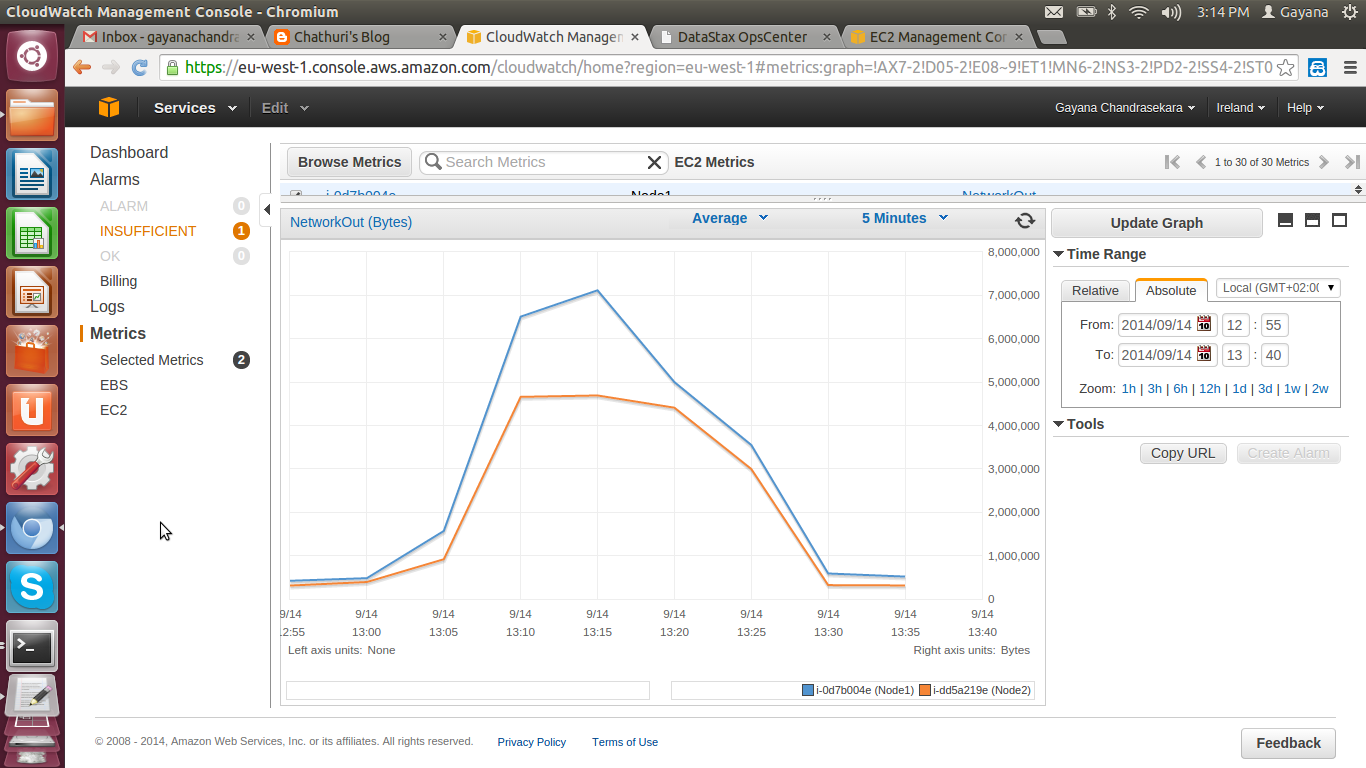 CloudWatch Management Console - Chromium
3:14 PM Gayana
Inbox - gayanachandra × Chathuri's Blog × CloudWatch Managem × DataStax OpsCenter × EC2 Management Con ×
https://eu-west-1.console.aws.amazon.com/cloudwatch/home?region=eu-west-1#metrics:graph=!AX7-2!D05-2!E08~9!ET1!MN6-2!NS3-2!PD2-2!SS4-2!ST0
Services Edit Gayana Chandrasekara Ireland Help
Dashboard
Alarms
ALARM 0
INSUFFICIENT 1
OK 0
Billing
Logs
Metrics
Selected Metrics 2
EBS
EC2
Browse Metrics Search Metrics EC2 Metrics 1 to 30 of 30 Metrics
i-0d7b004e Node1 NetworkOut
NetworkOut (Bytes) Average 5 Minutes
8,000,000
7,000,000
6,000,000
5,000,000
4,000,000
3,000,000
2,000,000
1,000,000
0
9/14 9/14 9/14 9/14 9/14 9/14 9/14 9/14 9/14 9/14
12:55 13:00 13:05 13:10 13:15 13:20 13:25 13:30 13:35 13:40
Left axis units: None Right axis units: Bytes
i-0d7b004e (Node1) i-dd5a219e (Node2)
Update Graph
Time Range
Relative Absolute Local (GMT+02:00
From: 2014/09/14 10 12 : 55
To: 2014/09/14 10 13 : 40
Zoom: 1h | 3h | 6h | 12h | 1d | 3d | 1w | 2w
Tools
Copy URL Create Alarm
© 2008 - 2014, Amazon Web Services, Inc. or its affiliates. All rights reserved. Privacy Policy Terms of Use
Feedback